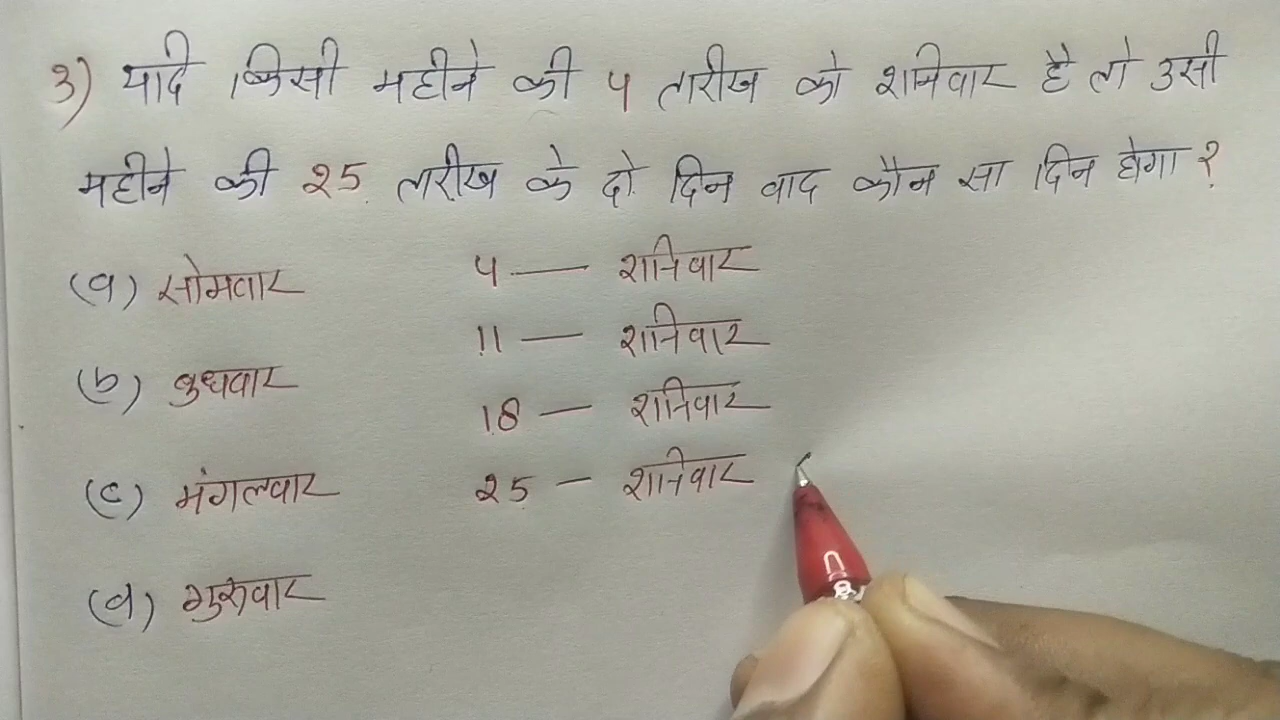 3) यदि किसी महीने की 4 तारीख को शनिवार है तो उसी
महीने की 25 तारीख के दो दिन बाद कौन सा दिन होगा ?
(a) सोमवार
(b) बुधवार
(c) मंगलवार
(d) गुरुवार
4 — शनिवार
11 — शनिवार
18 — शनिवार
25 — शनिवार